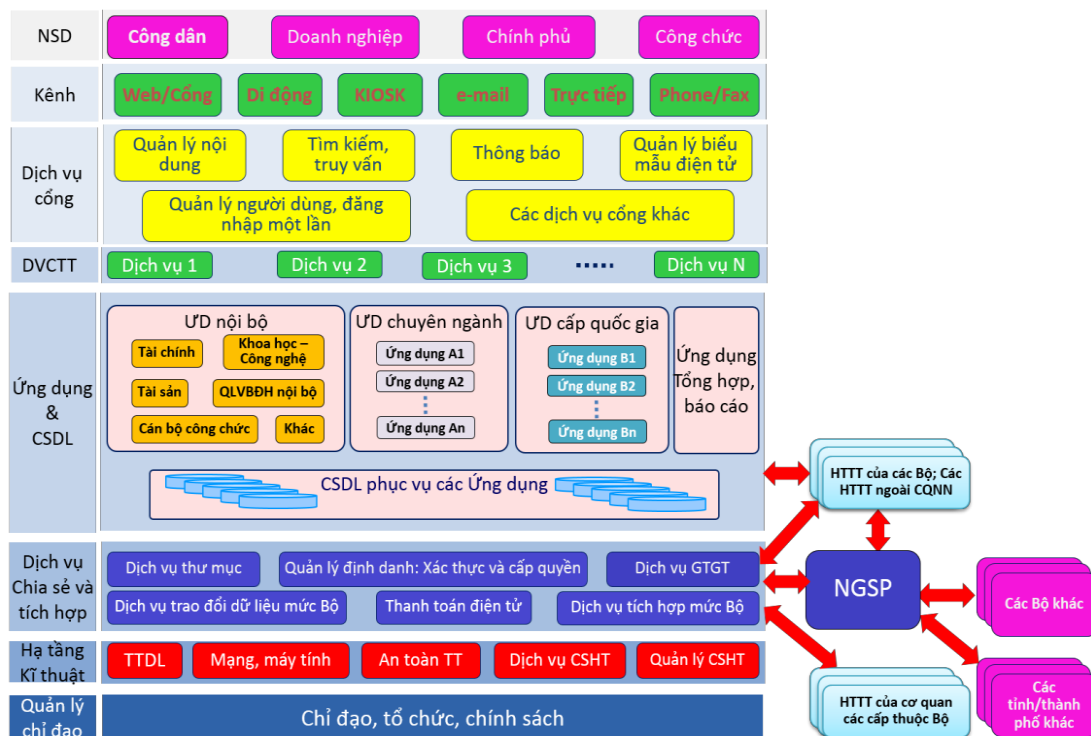 NSD
Công dân
Doanh nghiệp
Chính phủ
Công chức
Kênh
Web/Cổng
Di động
KIOSK
e-mail
Trực tiếp
Phone/Fax
Dịch vụ
cổng
Quản lý nội
dung
Tìm kiếm,
truy vấn
Thông báo
Quản lý biểu
mẫu điện tử
Quản lý người dùng, đăng
nhập một lần
Các dịch vụ cổng khác
DVCTT
Dịch vụ 1
Dịch vụ 2
Dịch vụ 3
.....
Dịch vụ N
Ứng dụng
&
CSDL
ƯD nội bộ
Tài chính
Khoa học –
Công nghệ
Tài sản
QLVBĐH nội bộ
Cán bộ công chức
Khác
ƯD chuyên ngành
Ứng dụng A1
Ứng dụng A2
Ứng dụng An
ƯD cấp quốc gia
Ứng dụng B1
Ứng dụng B2
Ứng dụng Bn
Ứng dụng
Tổng hợp,
báo cáo
CSDL phục vụ các Ứng dụng
HTTT của các Bộ; Các
HTTT ngoài CQNN
Dịch vụ
Chia sẻ và
tích hợp
Dịch vụ thư mục
Quản lý định danh: Xác thực và cấp quyền
Dịch vụ GTGT
Dịch vụ trao đổi dữ liệu mức Bộ
Thanh toán điện tử
Dịch vụ tích hợp mức Bộ
NGSP
Các Bộ khác
Hạ tầng
Kĩ thuật
TTDL
Mạng, máy tính
An toàn TT
Dịch vụ CSHT
Quản lý CSHT
HTTT của cơ quan
các cấp thuộc Bộ
Các
tỉnh/thành
phố khác
Quản lý
chỉ đạo
Chỉ đạo, tổ chức, chính sách